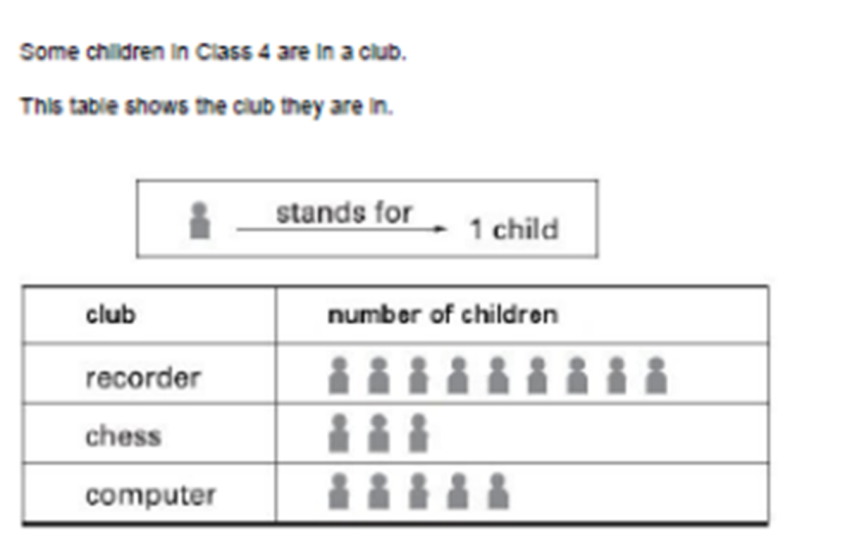 Some children in Class 4 are in a club.
This table shows the club they are in.
stands for
1 child
club number of children
recorder
chess
computer